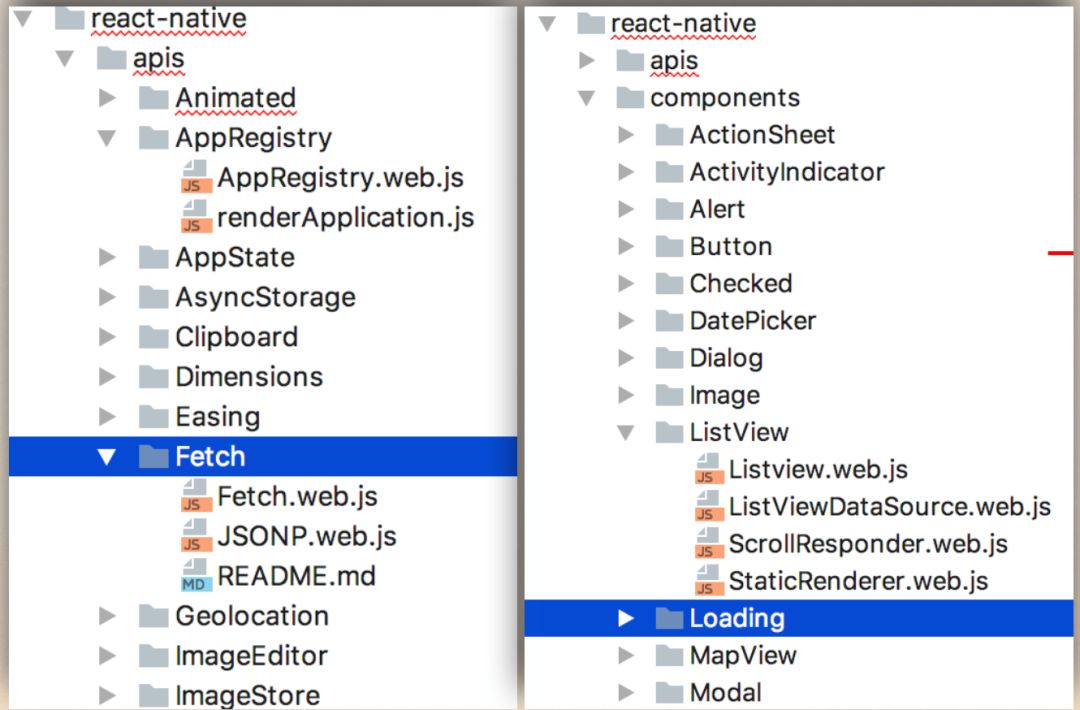 react-native
apis
Animated
AppRegistry
JS AppRegistry.web.js
JS renderApplication.js
AppState
AsyncStorage
Clipboard
Dimensions
Easing
Fetch
JS Fetch.web.js
JS JSONP.web.js
MD README.md
Geolocation
ImageEditor
ImageStore
react-native
apis
components
ActionSheet
ActivityIndicator
Alert
Button
Checked
DatePicker
Dialog
Image
ListView
JS Listview.web.js
JS ListViewDataSource.web.js
JS ScrollResponder.web.js
JS StaticRenderer.web.js
Loading
MapView
Modal